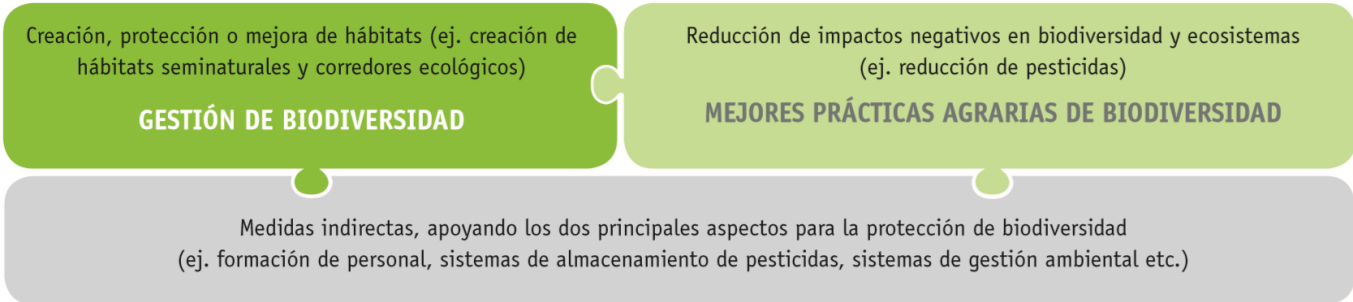 Creación, protección o mejora de hábitats (ej. creación de
hábitats seminaturales y corredores ecológicos)
GESTIÓN DE BIODIVERSIDAD
Reducción de impactos negativos en biodiversidad y ecosistemas
(ej. reducción de pesticidas)
MEJORES PRÁCTICAS AGRARIAS DE BIODIVERSIDAD
Medidas indirectas, apoyando los dos principales aspectos para la protección de biodiversidad
(ej. formación de personal, sistemas de almacenamiento de pesticidas, sistemas de gestión ambiental etc.)